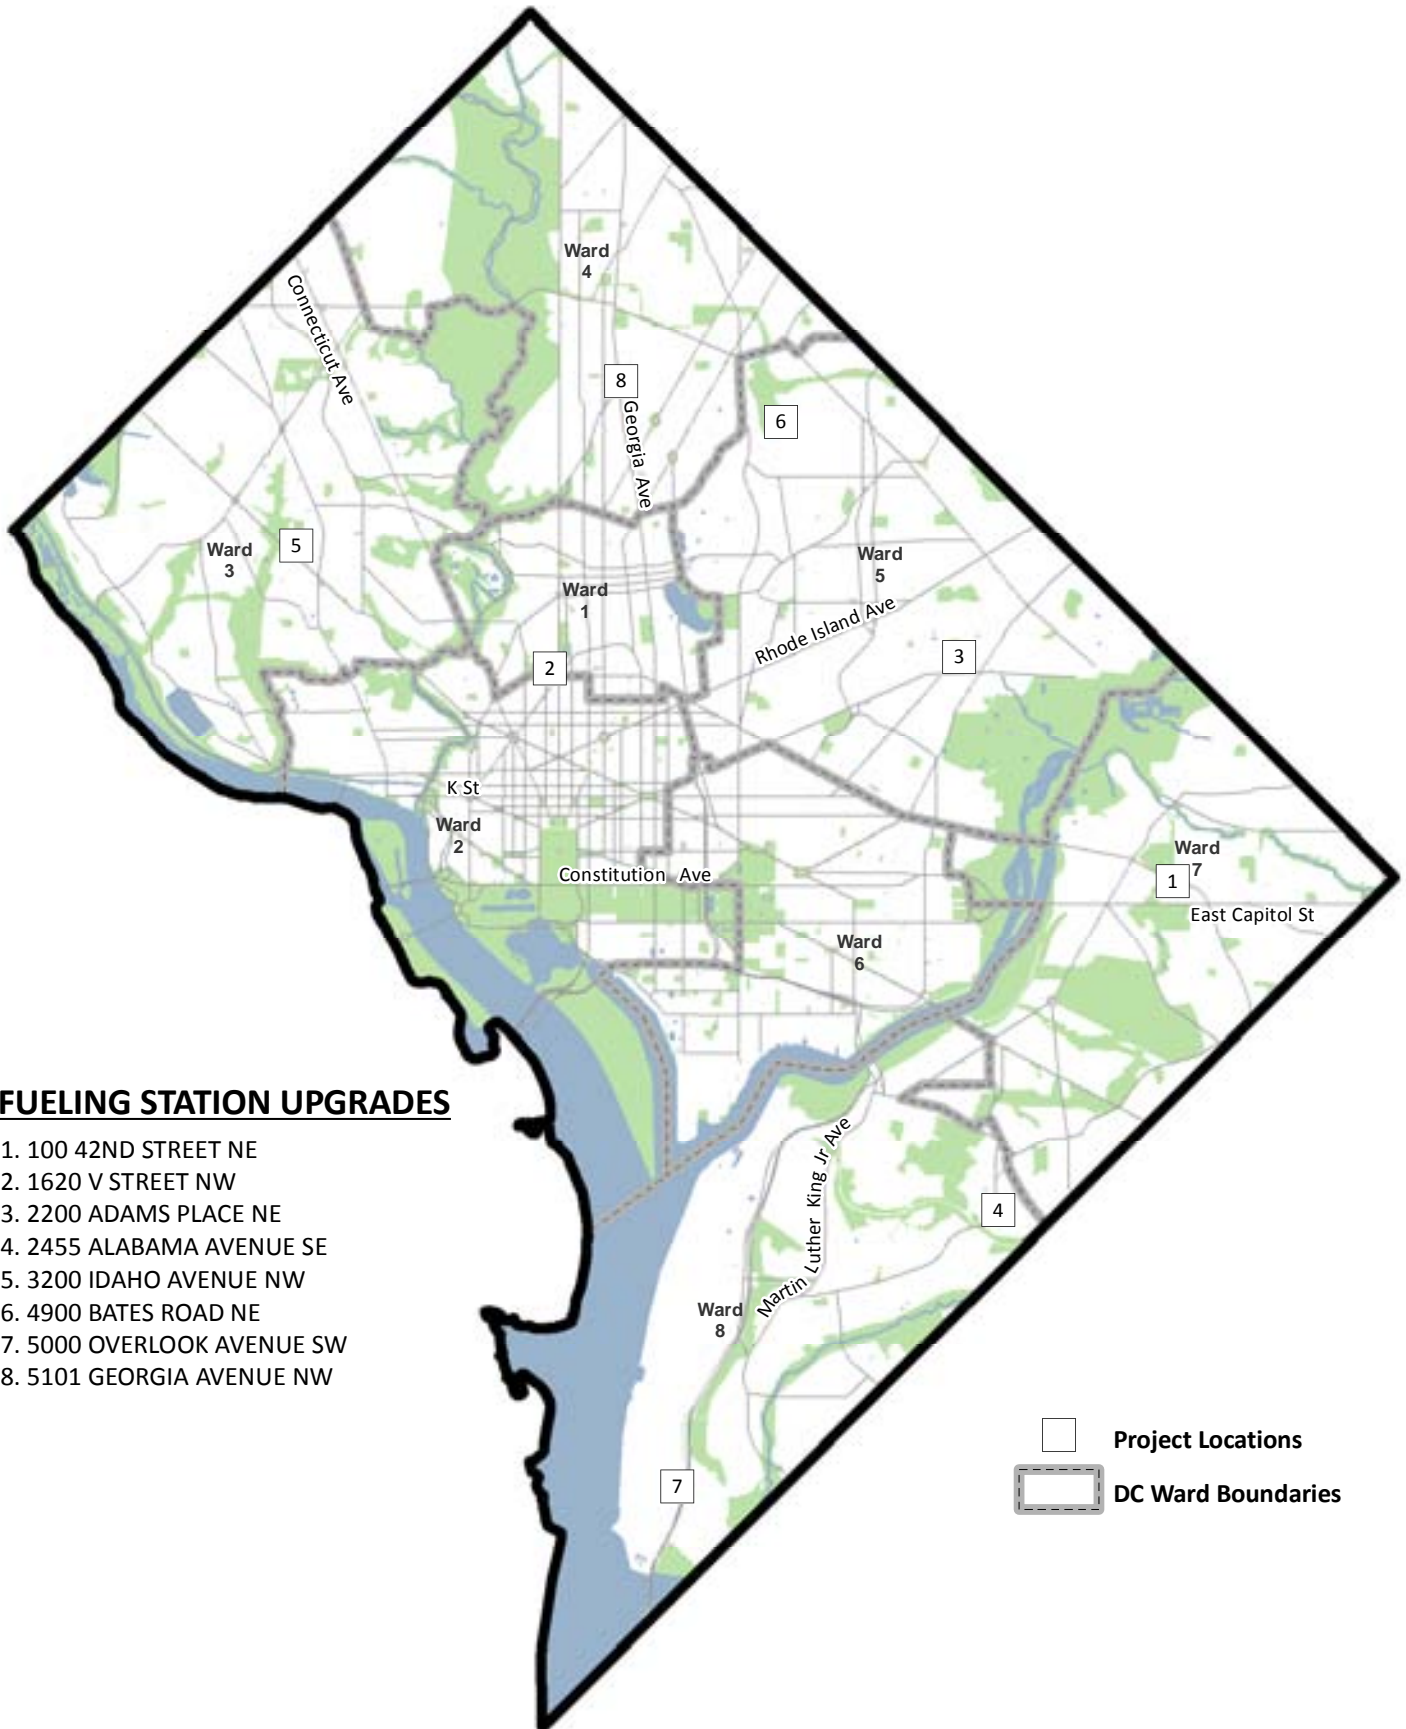 Ward
4
Connecticut Ave
8
Georgia Ave
6
5
Ward
3
Ward
5
Ward
1
Rhode Island Ave
2
3
K St
Ward
2
Constitution Ave
Ward
7
1
East Capitol St
Ward
6
FUELING STATION UPGRADES
1. 100 42ND STREET NE
2. 1620 V STREET NW
3. 2200 ADAMS PLACE NE
4. 2455 ALABAMA AVENUE SE
5. 3200 IDAHO AVENUE NW
6. 4900 BATES ROAD NE
7. 5000 OVERLOOK AVENUE SW
8. 5101 GEORGIA AVENUE NW
Martin Luther King Jr Ave
4
Ward
8
7
Project Locations
DC Ward Boundaries